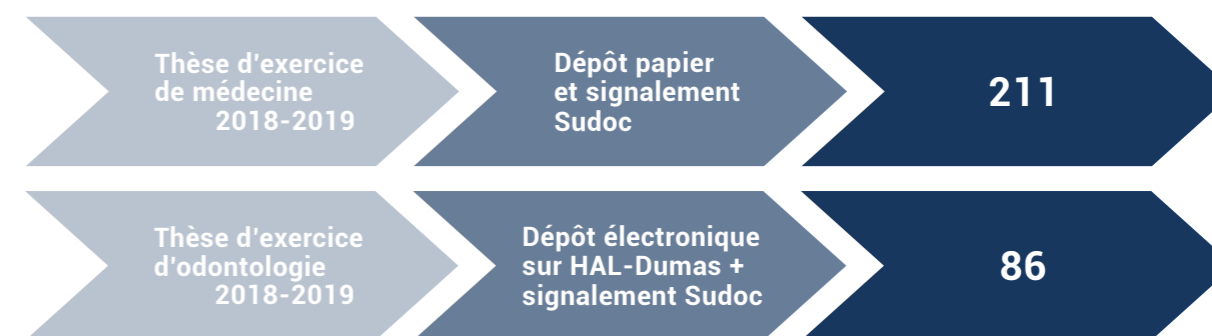 Thèse d'exercice
de médecine
2018-2019
Dépôt papier
et signalement
Sudoc
211
Thèse d'exercice
d'odontologie
2018-2019
Dépôt électronique
sur HAL-Dumas +
signalement Sudoc
86